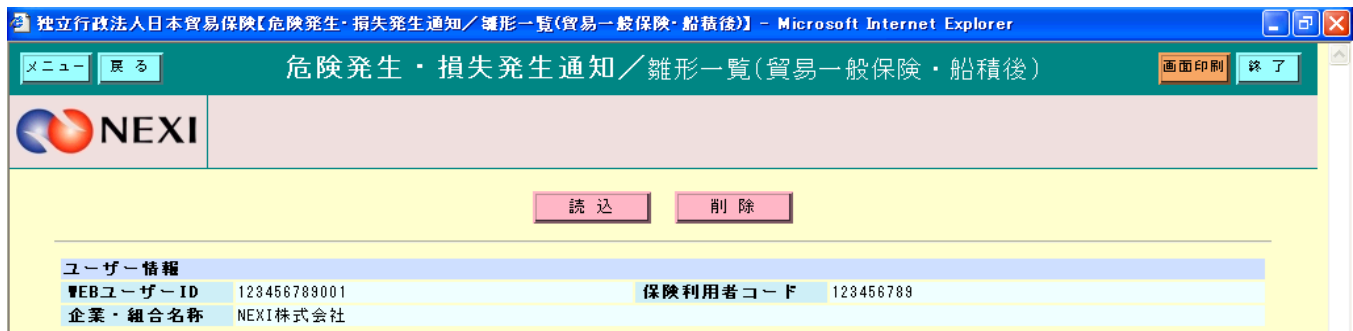 独立行政法人日本貿易保険【危険発生・損失発生通知／雛形一覧(貿易一般保険・船積後)】 - Microsoft Internet Explorer
メニュー 戻る 危険発生・損失発生通知／雛形一覧(貿易一般保険・船積後) 画面印刷 終了
NEXI
読込 削除
ユーザー情報
WEBユーザーID 123456789001 保険利用者コード 123456789
企業・組合名称 NEXI株式会社